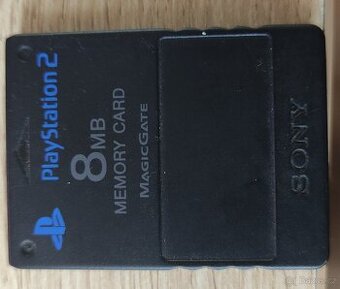 PlayStation 2
8MB
MEMORY CARD
MAGICGATE
SONY